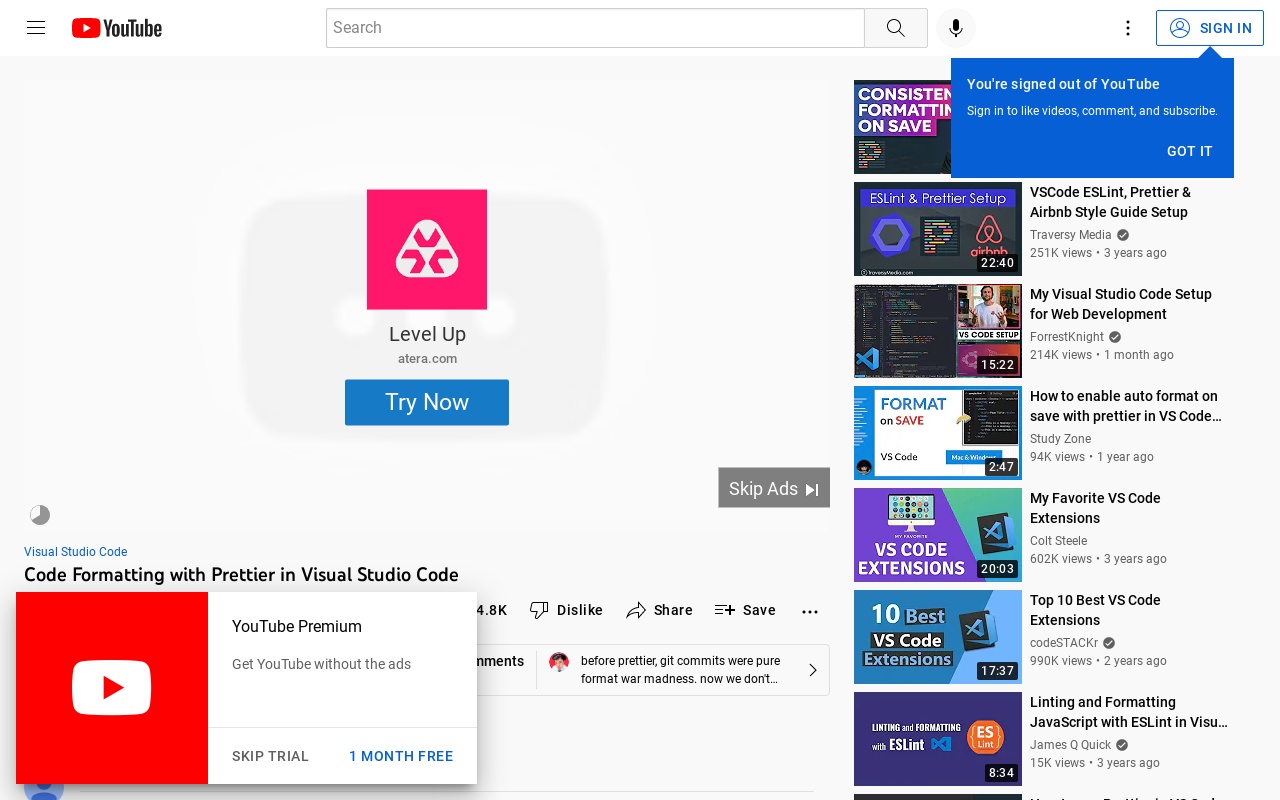 YouTube
Search
SIGN IN
You're signed out of YouTube
Sign in to like videos, comment, and subscribe.
GOT IT
Level Up
atera.com
Try Now
Skip Ads
Visual Studio Code
Code Formatting with Prettier in Visual Studio Code
4.8K
Dislike
Share
Save
before prettier, git commits were pure
format war madness. now we don't...
YouTube Premium
Get YouTube without the ads
SKIP TRIAL
1 MONTH FREE
ON SAVE
ESLint & Prettier Setup
airbnb
TraversyMedia.com
22:40
VSCode ESLint, Prettier &
Airbnb Style Guide Setup
Traversy Media
251K views • 3 years ago
VS CODE SETUP
15:22
My Visual Studio Code Setup
for Web Development
ForrestKnight
214K views • 1 month ago
FORMAT
on SAVE
VS Code
Mac & Windows
2:47
How to enable auto format on
save with prettier in VS Code...
Study Zone
94K views • 1 year ago
MY FAVORITE
VS CODE
EXTENSIONS
20:03
My Favorite VS Code
Extensions
Colt Steele
602K views • 3 years ago
10 Best
VS Code
Extensions
17:37
Top 10 Best VS Code
Extensions
codeSTACKr
990K views • 2 years ago
LINTING and FORMATTING
with ESLint
ES
Lint
8:34
Linting and Formatting
JavaScript with ESLint in Visu...
James Q Quick
15K views • 3 years ago